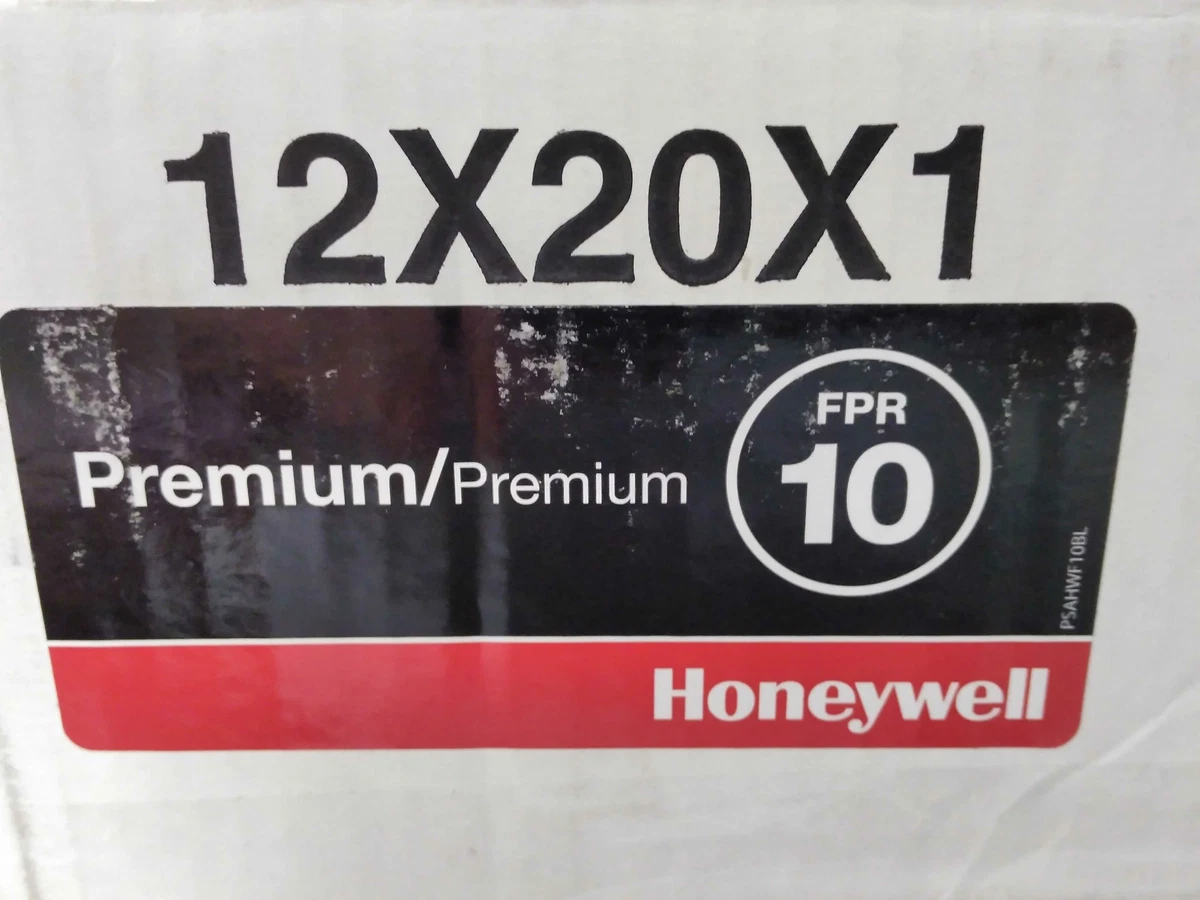 12X20X1
FPR
Premium/Premium 10
PSAHWF10BL
Honeywell